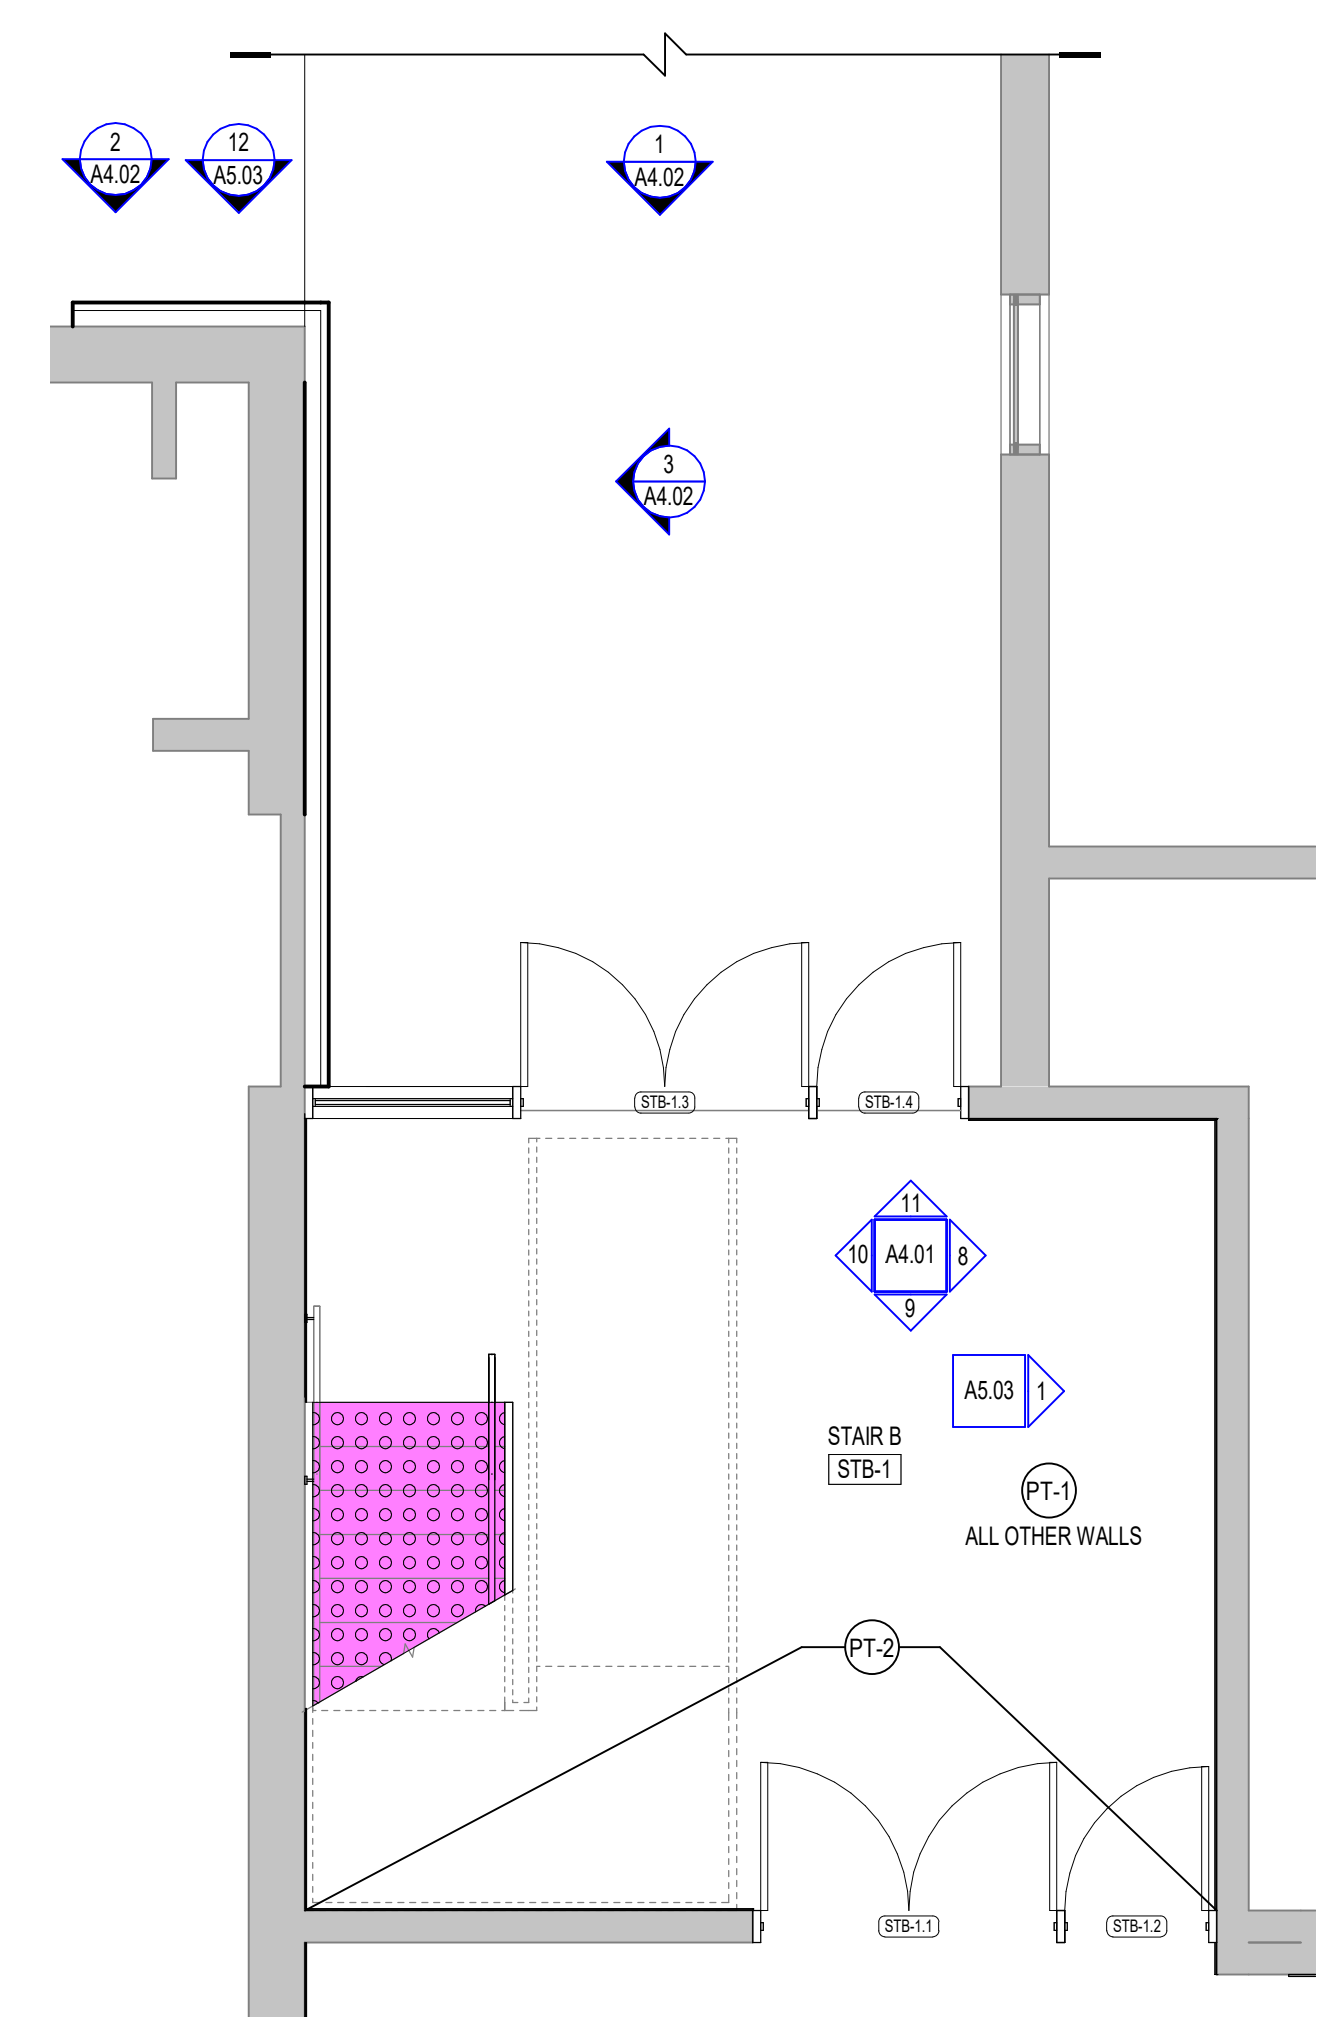 2
A4.02
12
A5.03
1
A4.02
3
A4.02
STB-1.3
STB-1.4
11
10
A4.01
8
9
A5.03
1
STAIR B
STB-1
PT-1
ALL OTHER WALLS
PT-2
STB-1.1
STB-1.2